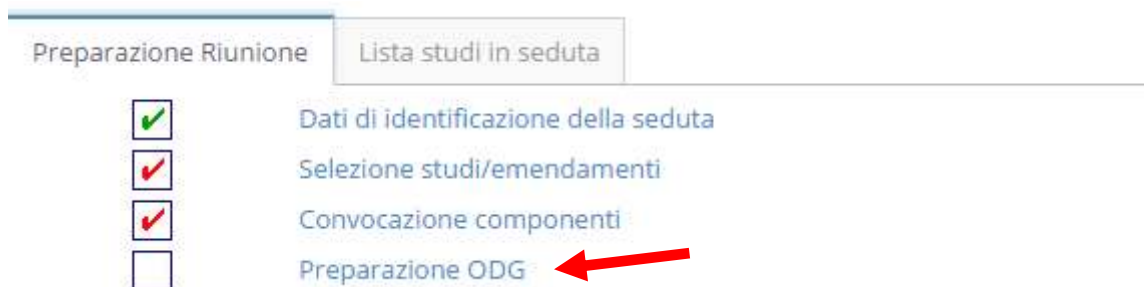 Preparazione Riunione Lista studi in seduta
Dati di identificazione della seduta
Selezione studi/emendamenti
Convocazione componenti
Preparazione ODG